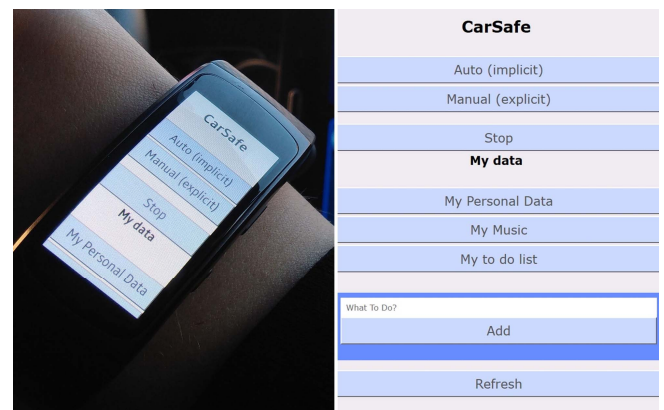 CarSafe
Auto (implicit)
Manual (explicit)
Stop
My data
My Personal Data
CarSafe
Auto (implicit)
Manual (explicit)
Stop
My data
My Personal Data
My Music
My to do list
What To Do?
Add
Refresh